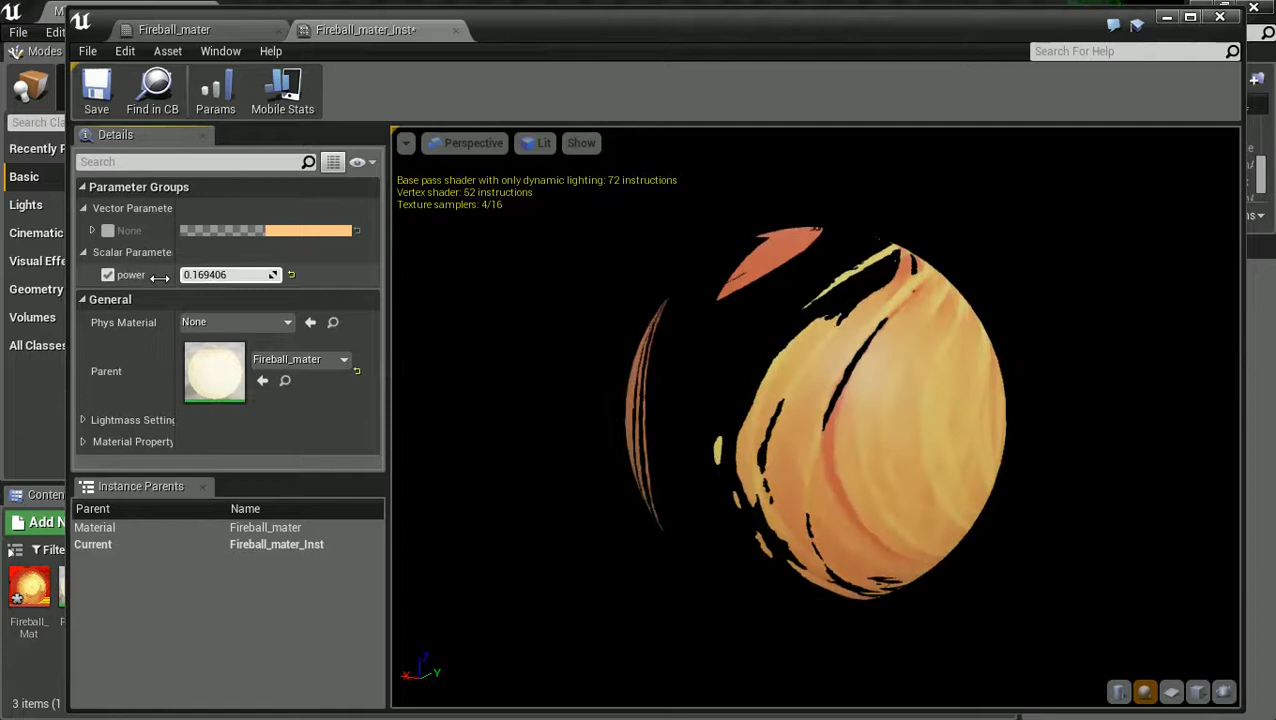 M
Fireball_mater
Fireball_mater_Inst*
File
Edit
File Edit Asset Window Help
Search For Help
Modes
Save
Find in CB
Params
Mobile Stats
Search Cla
Details
Search
Recently P
Basic
Lights
Cinematic
Visual Effe
Geometry
Volumes
All Classes
Perspective
Lit
Show
Base pass shader with only dynamic lighting: 72 instructions
Vertex shader: 52 instructions
Texture samplers: 4/16
Parameter Groups
Vector Paramete
None
Scalar Paramete
power
0.169406
General
Phys Material
None
Parent
Fireball_mater
Lightmass Setting
Material Property
Instance Parents
Parent Name
Material Fireball_mater
Current Fireball_mater_Inst
Conten
Add N
Filte
Fireball_
Mat
3 items (1
X
Y
Z